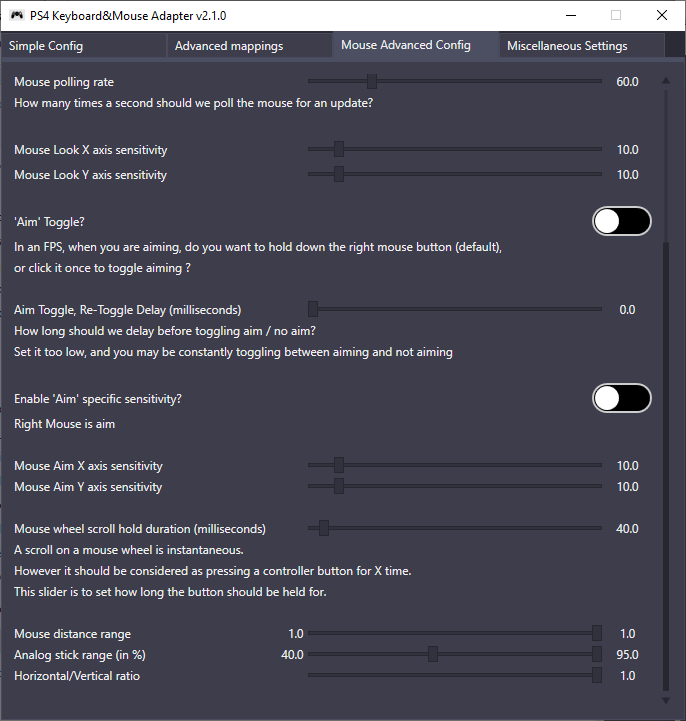 PS4 Keyboard&Mouse Adapter v2.1.0
Simple Config Advanced mappings Mouse Advanced Config Miscellaneous Settings
Mouse polling rate 60.0
How many times a second should we poll the mouse for an update?
Mouse Look X axis sensitivity 10.0
Mouse Look Y axis sensitivity 10.0
'Aim' Toggle?
In an FPS, when you are aiming, do you want to hold down the right mouse button (default),
or click it once to toggle aiming ?
Aim Toggle, Re-Toggle Delay (milliseconds) 0.0
How long should we delay before toggling aim / no aim?
Set it too low, and you may be constantly toggling between aiming and not aiming
Enable 'Aim' specific sensitivity?
Right Mouse is aim
Mouse Aim X axis sensitivity 10.0
Mouse Aim Y axis sensitivity 10.0
Mouse wheel scroll hold duration (milliseconds) 40.0
A scroll on a mouse wheel is instantaneous.
However it should be considered as pressing a controller button for X time.
This slider is to set how long the button should be held for.
Mouse distance range 1.0 1.0
Analog stick range (in %) 40.0 95.0
Horizontal/Vertical ratio 1.0